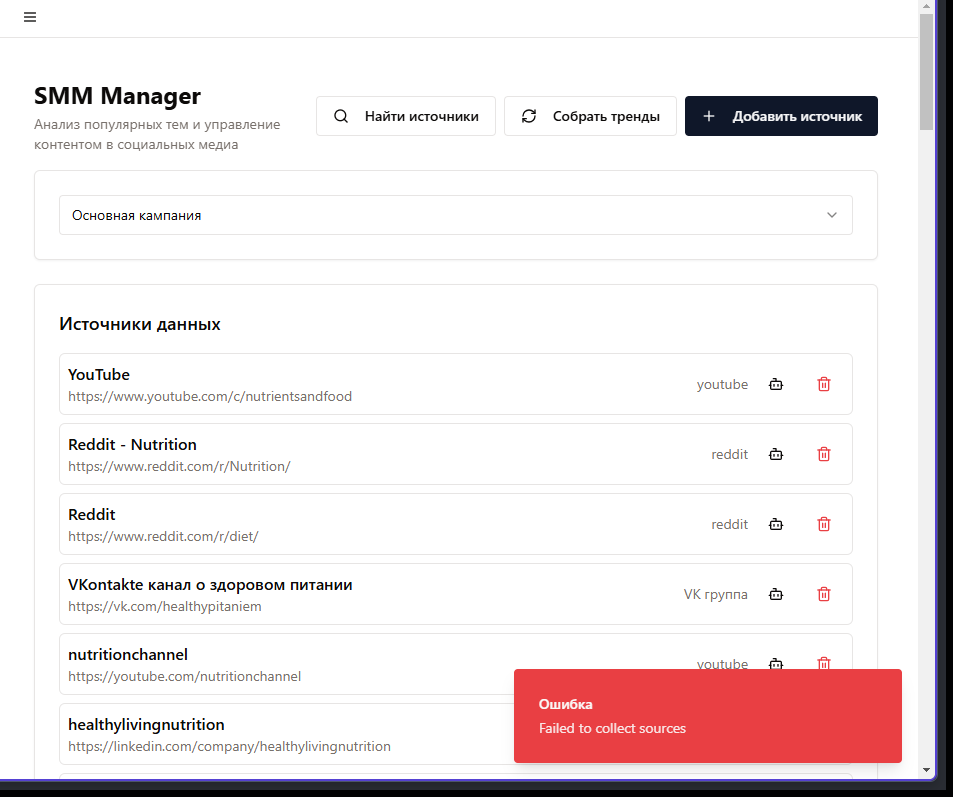 SMM Manager
Анализ популярных тем и управление
контентом в социальных медиа
Найти источники
Собрать тренды
Добавить источник
Основная кампания
Источники данных
YouTube
https://www.youtube.com/c/nutrientsandfood
youtube
Reddit - Nutrition
https://www.reddit.com/r/Nutrition/
reddit
Reddit
https://www.reddit.com/r/diet/
reddit
VKontakte канал о здоровом питании
https://vk.com/healthypitaniem
VK группа
nutritionchannel
https://youtube.com/nutritionchannel
youtube
healthylivingnutrition
https://linkedin.com/company/healthylivingnutrition
Ошибка
Failed to collect sources